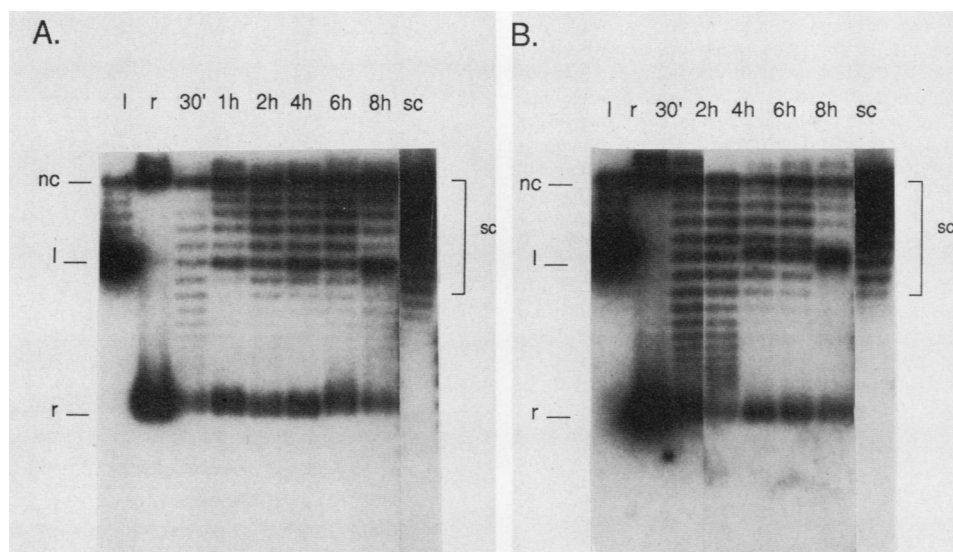 A.
l r 30' 1h 2h 4h 6h 8h sc
nc
l
r
sc
B.
l r 30' 2h 4h 6h 8h sc
nc
l
r
sc